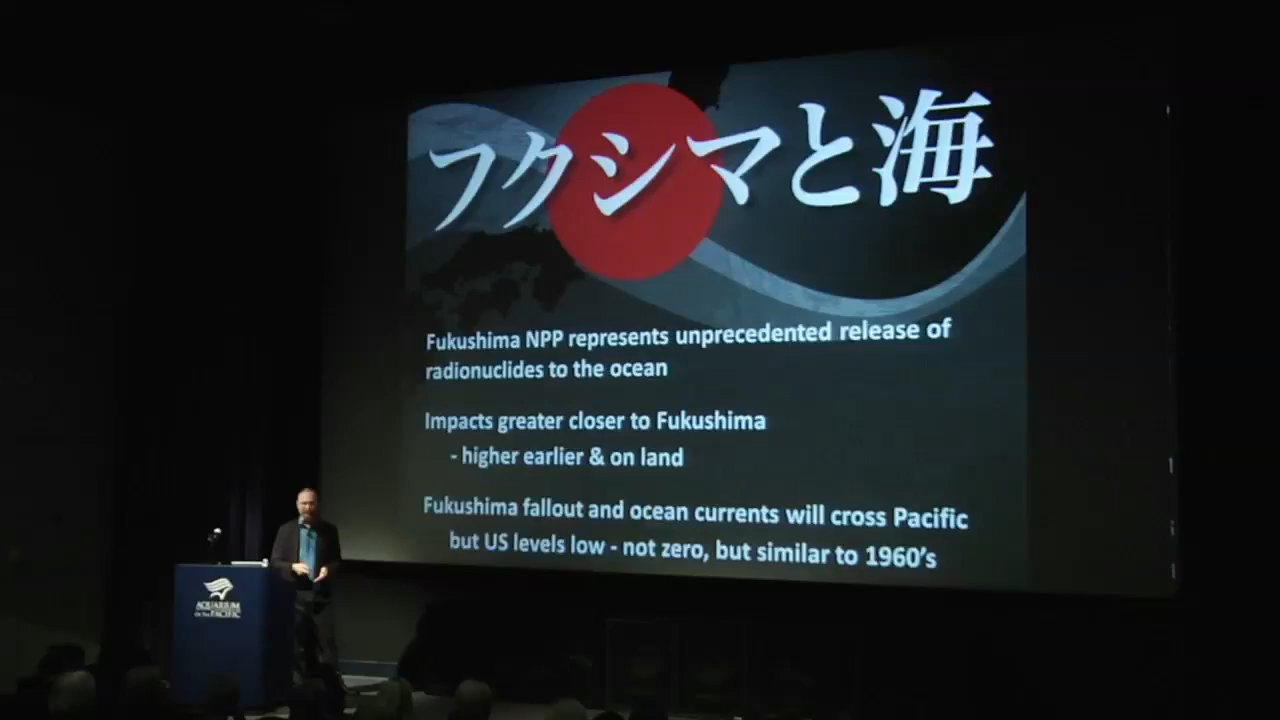 フクシマと海
Fukushima NPP represents unprecedented release of
radionuclides to the ocean
Impacts greater closer to Fukushima
- higher earlier & on land
Fukushima fallout and ocean currents will cross Pacific
but US levels low - not zero, but similar to 1960's
AQUARIUM
OF THE PACIFIC